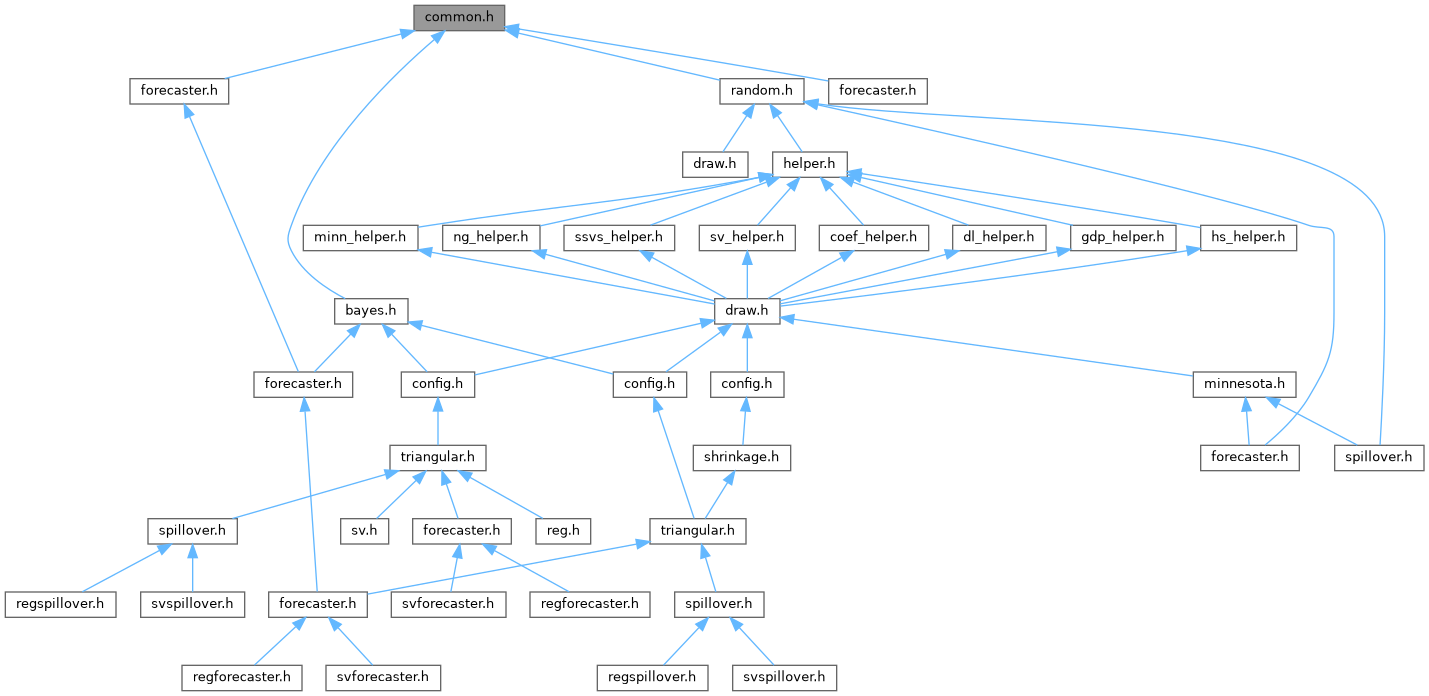 common.h
forecaster.h
random.h
forecaster.h
draw.h
helper.h
minn_helper.h
ng_helper.h
ssvs_helper.h
sv_helper.h
coef_helper.h
dl_helper.h
gdp_helper.h
hs_helper.h
bayes.h
draw.h
forecaster.h
config.h
config.h
config.h
minnesota.h
triangular.h
shrinkage.h
forecaster.h
spillover.h
spillover.h
sv.h
forecaster.h
reg.h
triangular.h
regspillover.h
svspillover.h
forecaster.h
svforecaster.h
regforecaster.h
spillover.h
regforecaster.h
svforecaster.h
regspillover.h
svspillover.h